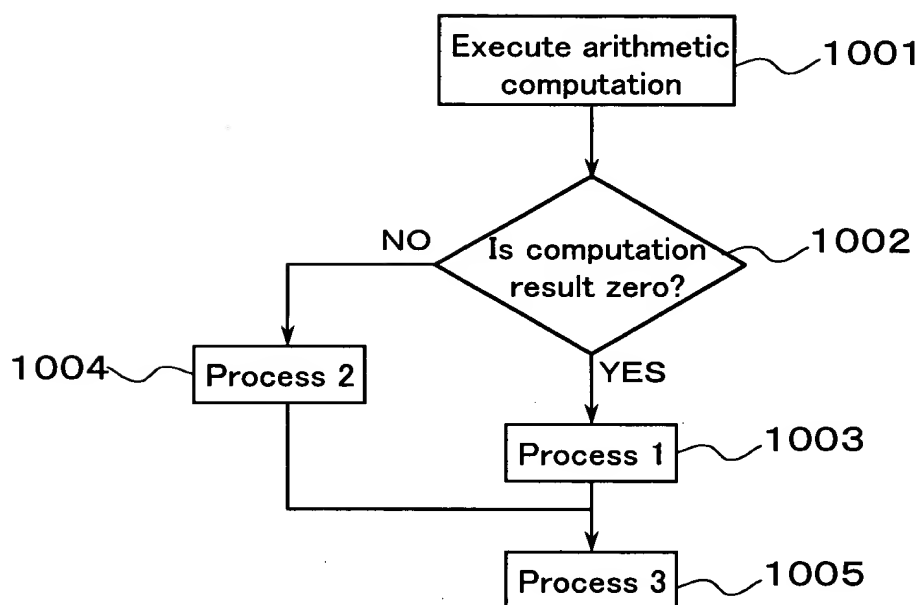 Execute arithmetic
computation
1001
Is computation
result zero?
1002
NO
YES
1004
Process 2
Process 1
1003
Process 3
1005